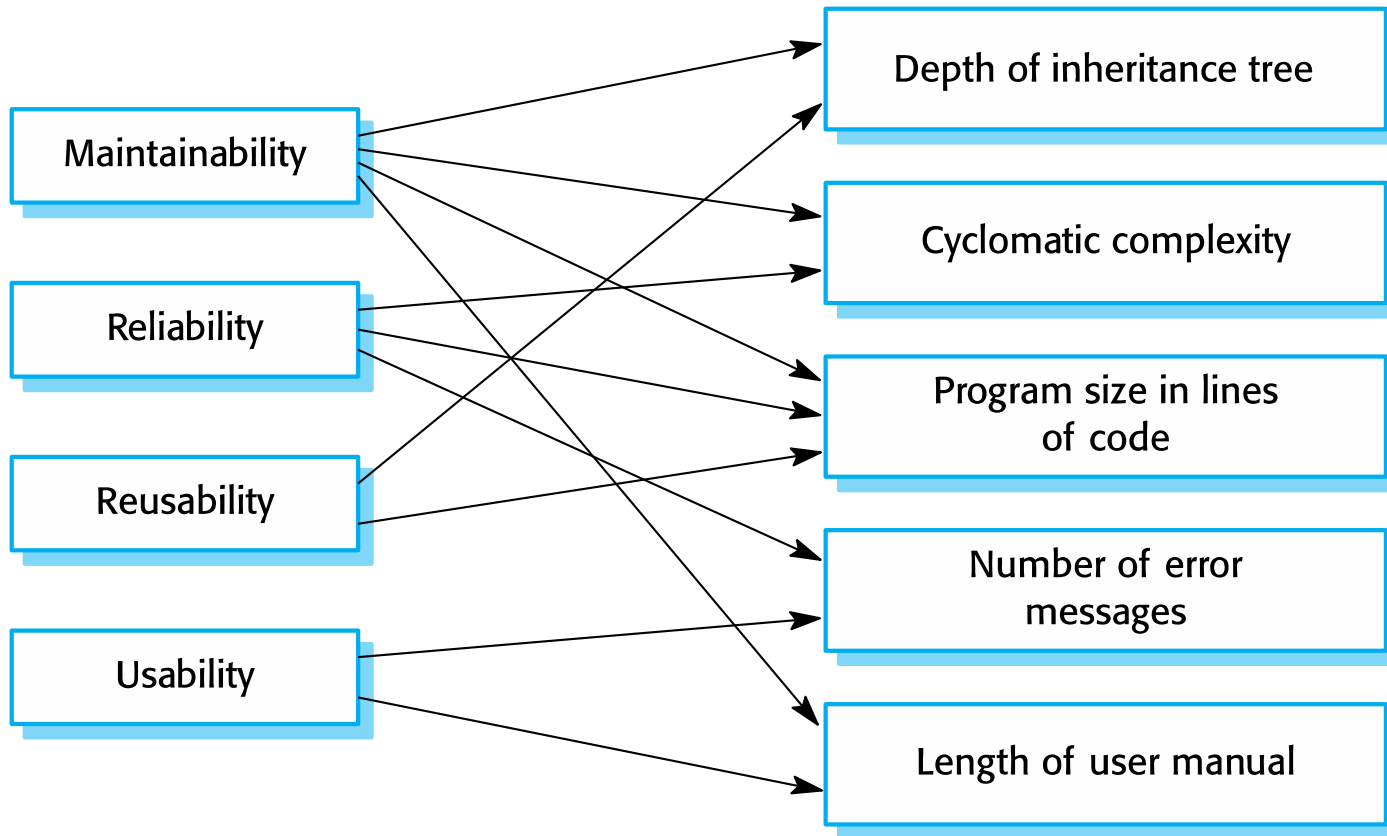 Maintainability
Reliability
Reusability
Usability
Depth of inheritance tree
Cyclomatic complexity
Program size in lines
of code
Number of error
messages
Length of user manual